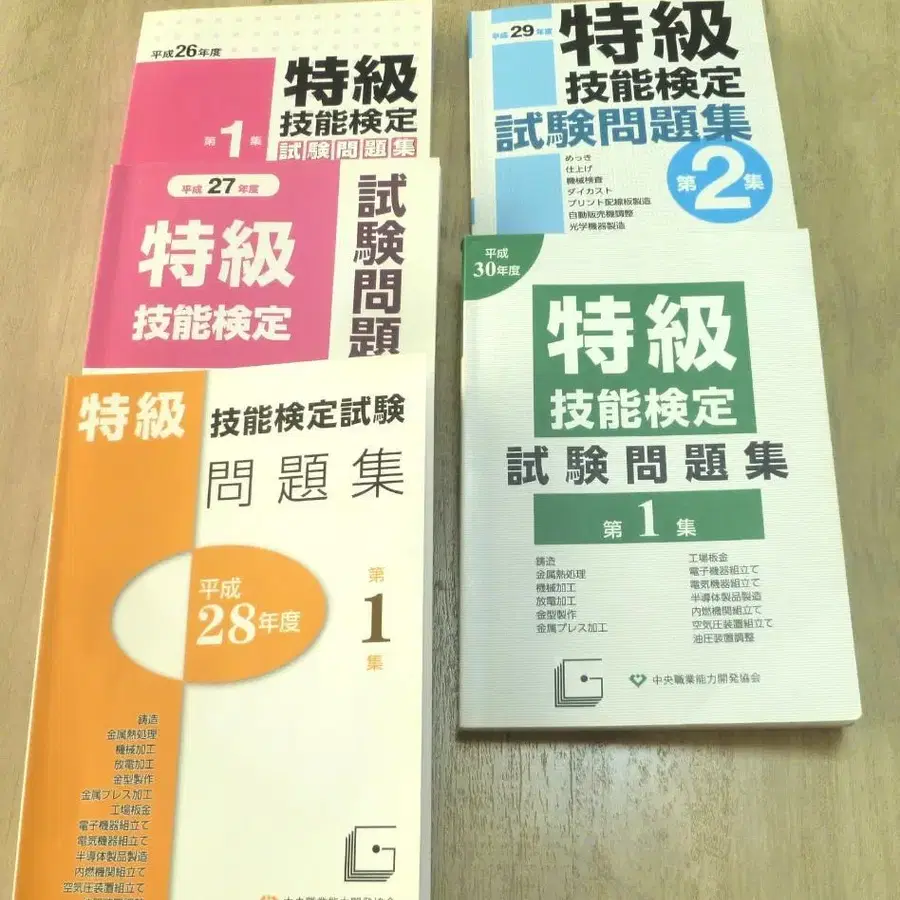 平成26年度
特級
技能検定
試験問題集
第1集
平成27年度
特級
技能検定
試験問題
特級 技能検定試験
問題集
平成
28年度
第1集
鋳造
金属熱処理
機械加工
放電加工
金型製作
金属プレス加工
工場板金
電子機器組立て
電気機器組立て
半導体製品製造
内燃機関組立て
空気圧装置組立て
中央職業能力開発協会
平成29年度
特級
技能検定
試験問題集
第2集
めっき
仕上げ
機械検査
ダイカスト
プリント配線板製造
自動販売機調整
光学機器製造
平成
30年度
特級
技能検定
試験問題集
第1集
鋳造
金属熱処理
機械加工
放電加工
金型製作
金属プレス加工
工場板金
電子機器組立て
電気機器組立て
半導体製品製造
内燃機関組立て
空気圧装置組立て
油圧装置調整
中央職業能力開発協会